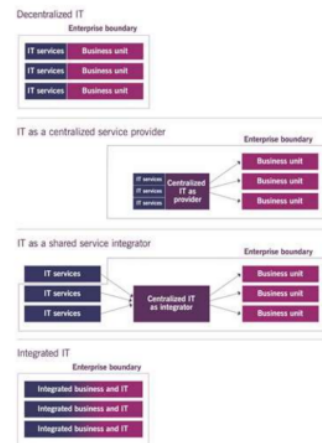 Decentralized IT
Enterprise boundary
IT services Business unit
IT services Business unit
IT services Business unit
IT as a centralized service provider
Enterprise boundary
Business unit
IT services
IT services
IT services
Centralized
IT as
provider
Business unit
Business unit
IT as a shared service integrator
Enterprise boundary
IT services
IT services
IT services
Centralized IT
as integrator
Business unit
Business unit
Business unit
Integrated IT
Enterprise boundary
Integrated business and IT
Integrated business and IT
Integrated business and IT